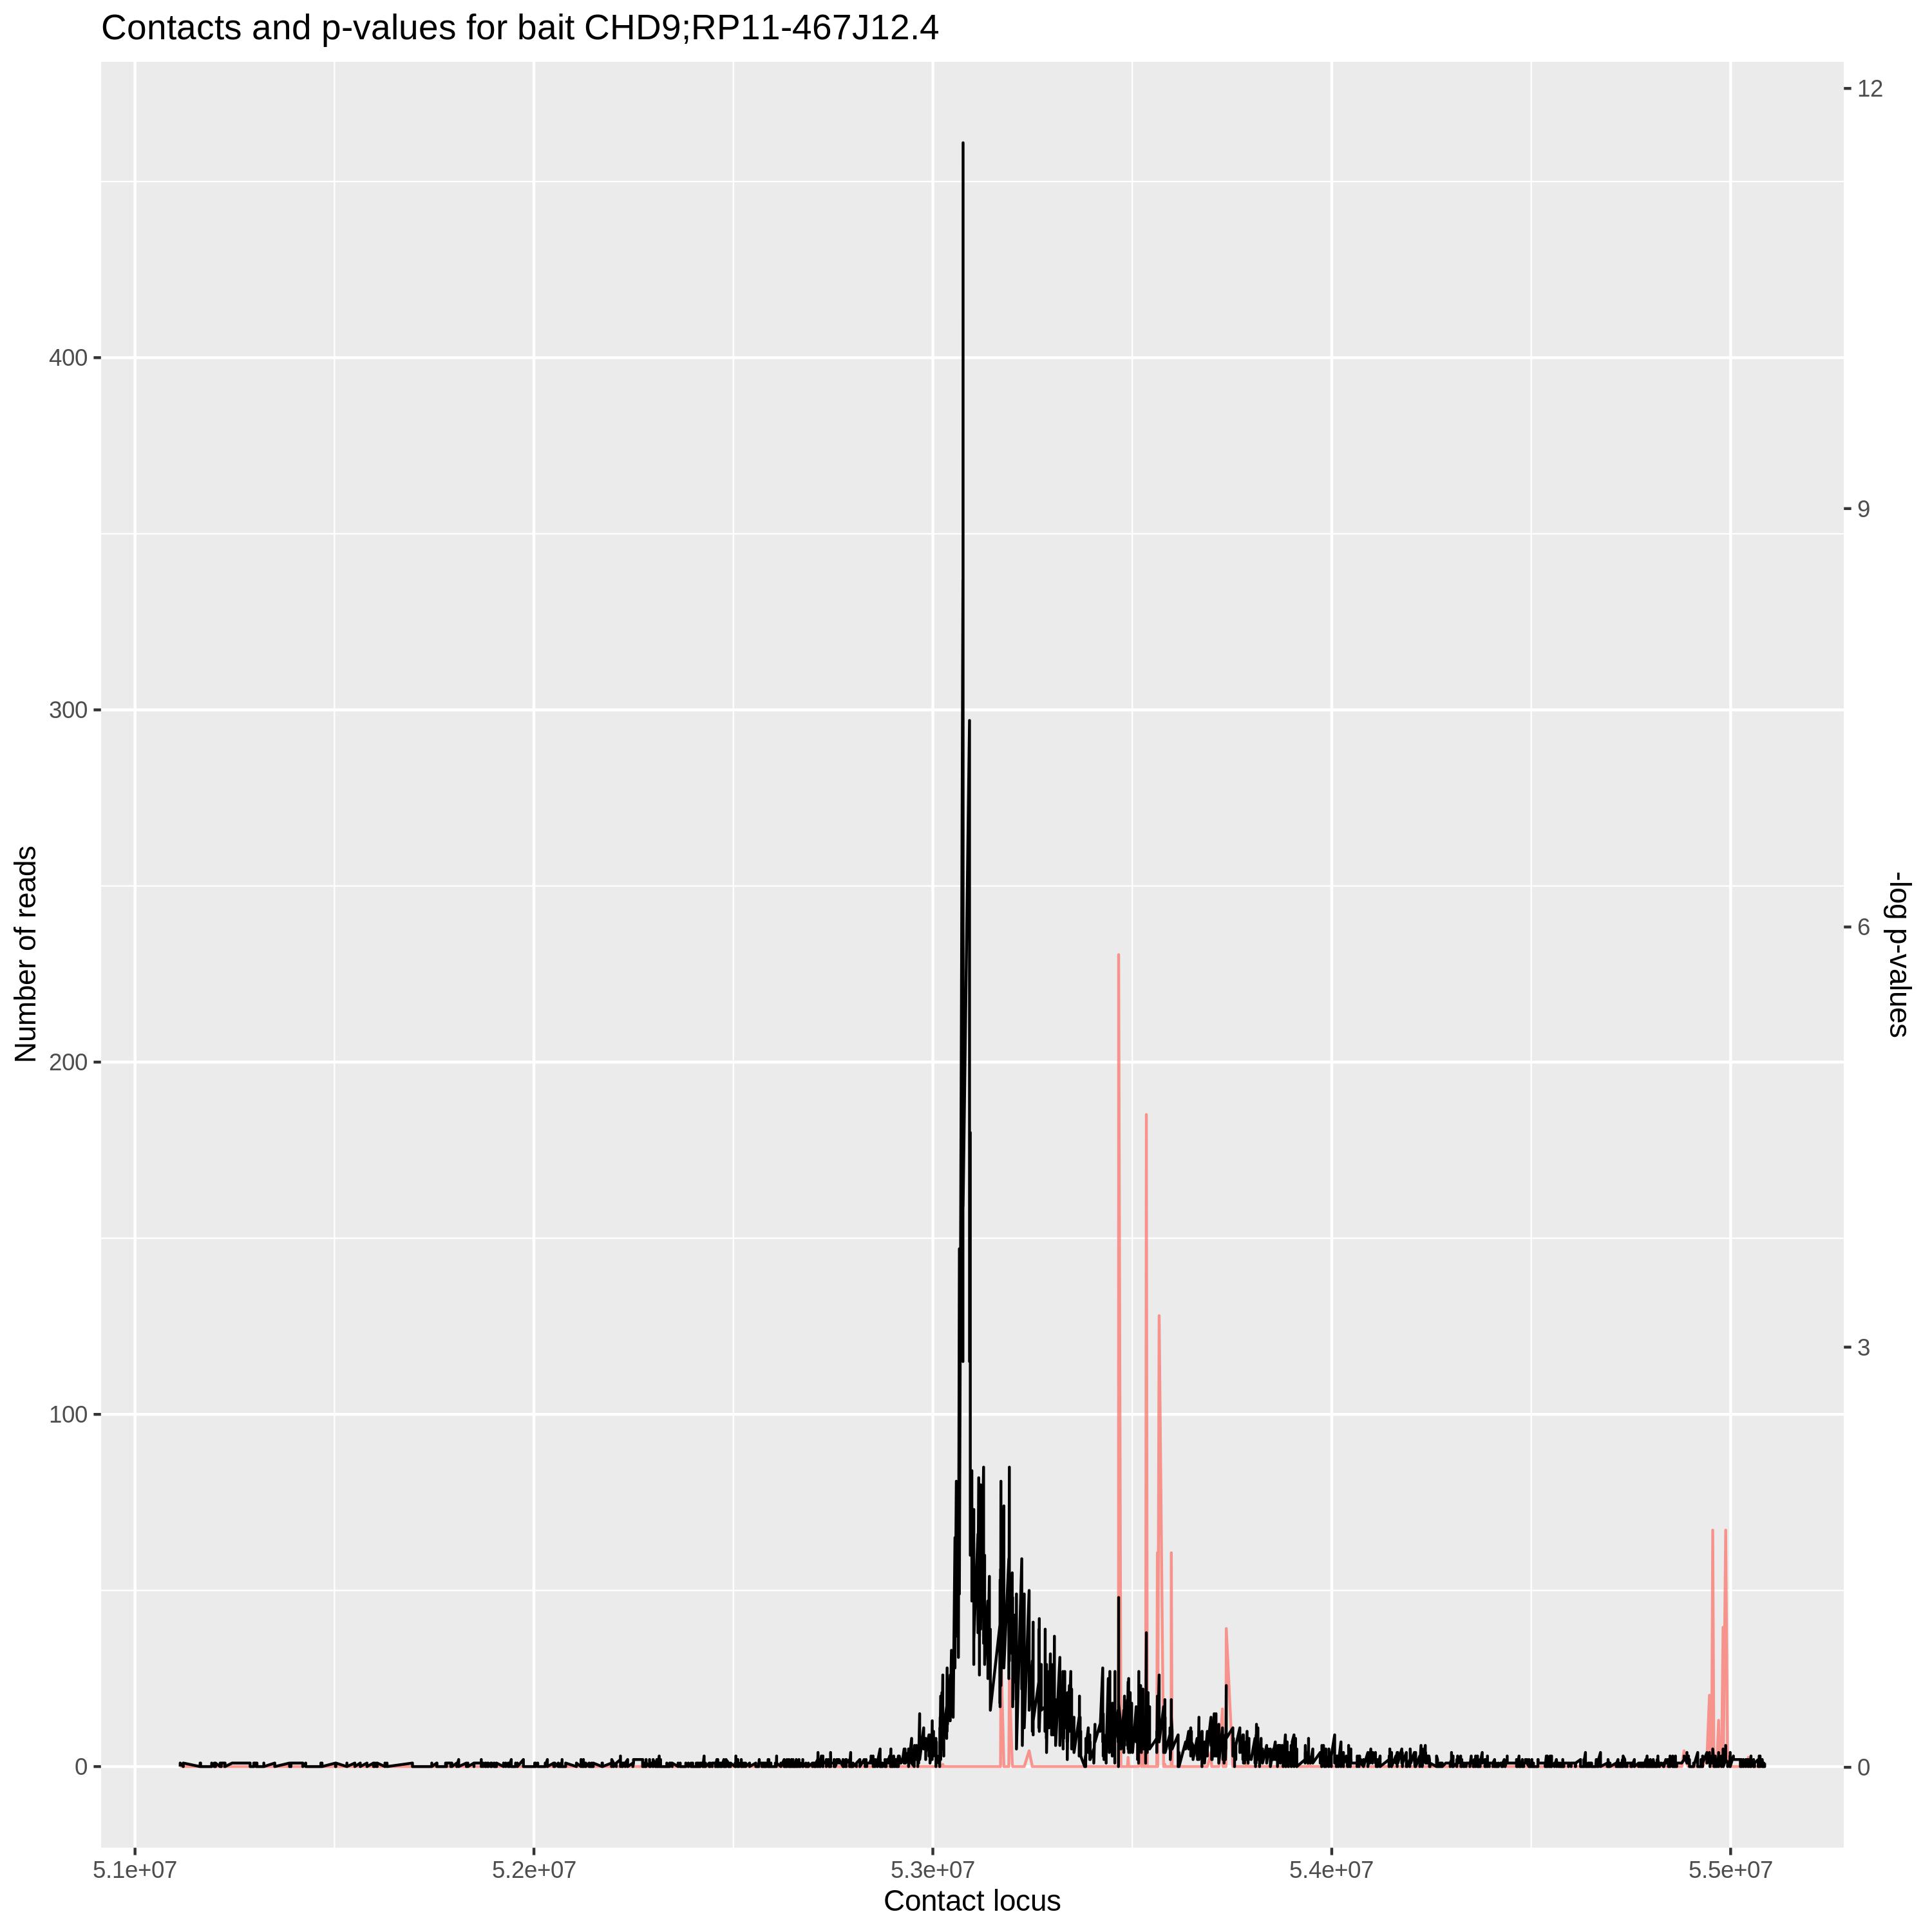 Contacts and p-values for bait CHD9;RP11-467J12.4
Number of reads
400
300
200
100
0
12
9
6
3
0
-log p-values
5.1e+07
5.2e+07
5.3e+07
5.4e+07
5.5e+07
Contact locus